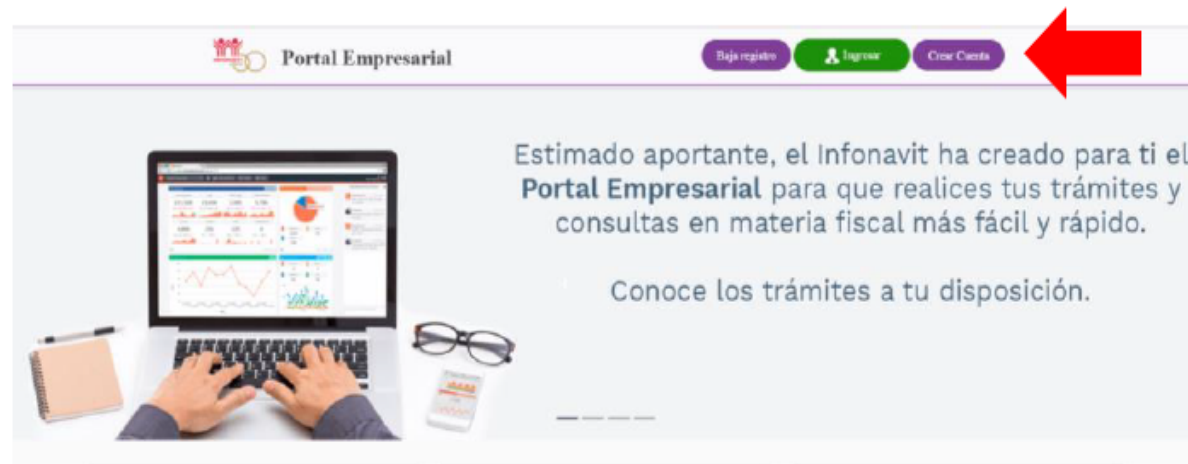 Portal Empresarial
Baja registro
Ingresar
Crear Cuenta
Estimado aportante, el Infonavit ha creado para ti el
Portal Empresarial para que realices tus trámites y
consultas en materia fiscal más fácil y rápido.
Conoce los trámites a tu disposición.